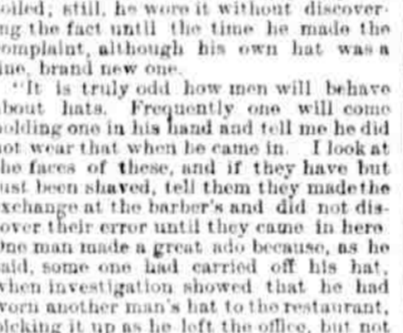 oiled; still, he wore it without discover-
ng the fact until the time he made the
omplaint, although his own hat was a
ine, brand new one.
"It is truly odd how men will behave
bout hats. Frequently one will come
olding one in his hand and tell me he did
ot wear that when he came in. I look at
he faces of these, and if they have but
ust been shaved, tell them they made the
xchange at the barber's and did not dis-
over their error until they came in here
One man made a great ado because, as he
aid, some one had carried off his hat,
when investigation showed that he had
worn another man's hat to the restaurant,
picking it up as he left the office, but not